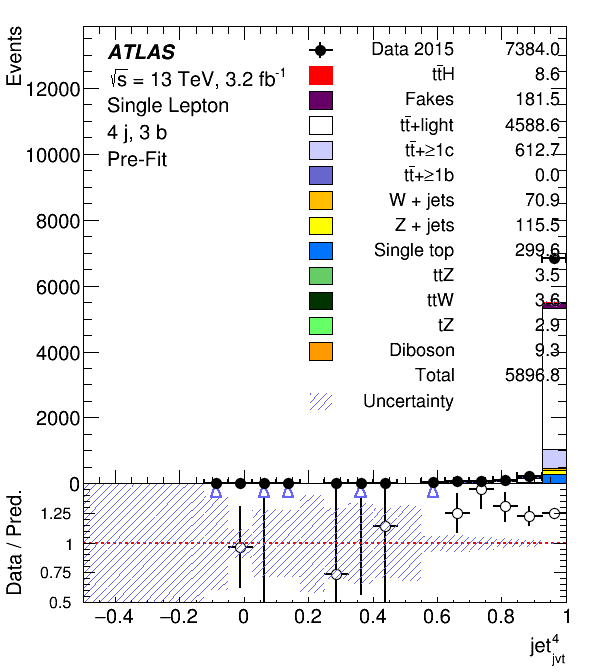 Events
12000
10000
8000
6000
4000
2000
0
ATLAS
√s = 13 TeV, 3.2 fb-1
Single Lepton
4 j, 3 b
Pre-Fit
Data 2015 7384.0
tt̄H 8.6
Fakes 181.5
tt̄+light 4588.6
tt̄+≥1c 612.7
tt̄+≥1b 0.0
W + jets 70.9
Z + jets 115.5
Single top 299.6
ttZ 3.5
ttW 3.6
tZ 2.9
Diboson 9.3
Total 5896.8
Uncertainty
Data / Pred.
1.25
1
0.75
0.5
−0.4 −0.2 0 0.2 0.4 0.6 0.8 1
jet4jvt